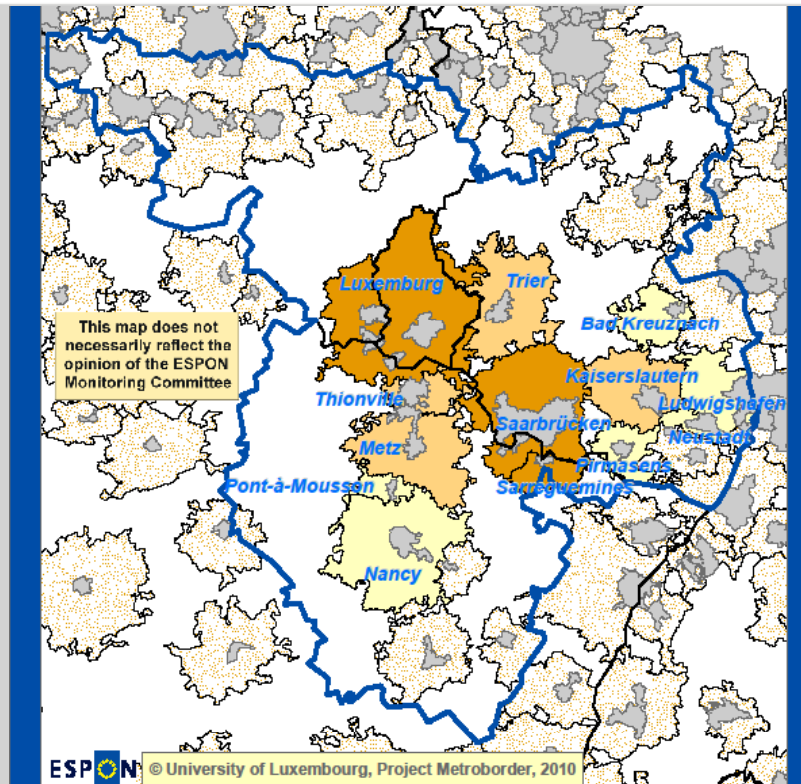 Luxemburg
Trier
Bad Kreuznach
This map does not
necessarily reflect the
opinion of the ESPON
Monitoring Committee
Kaiserslautern
Thionville
Ludwigshafen
Saarbrücken
Neustadt
Metz
Pirmasens
Pont-à-Mousson
Sarreguemines
Nancy
ESPON
© University of Luxembourg, Project Metroborder, 2010